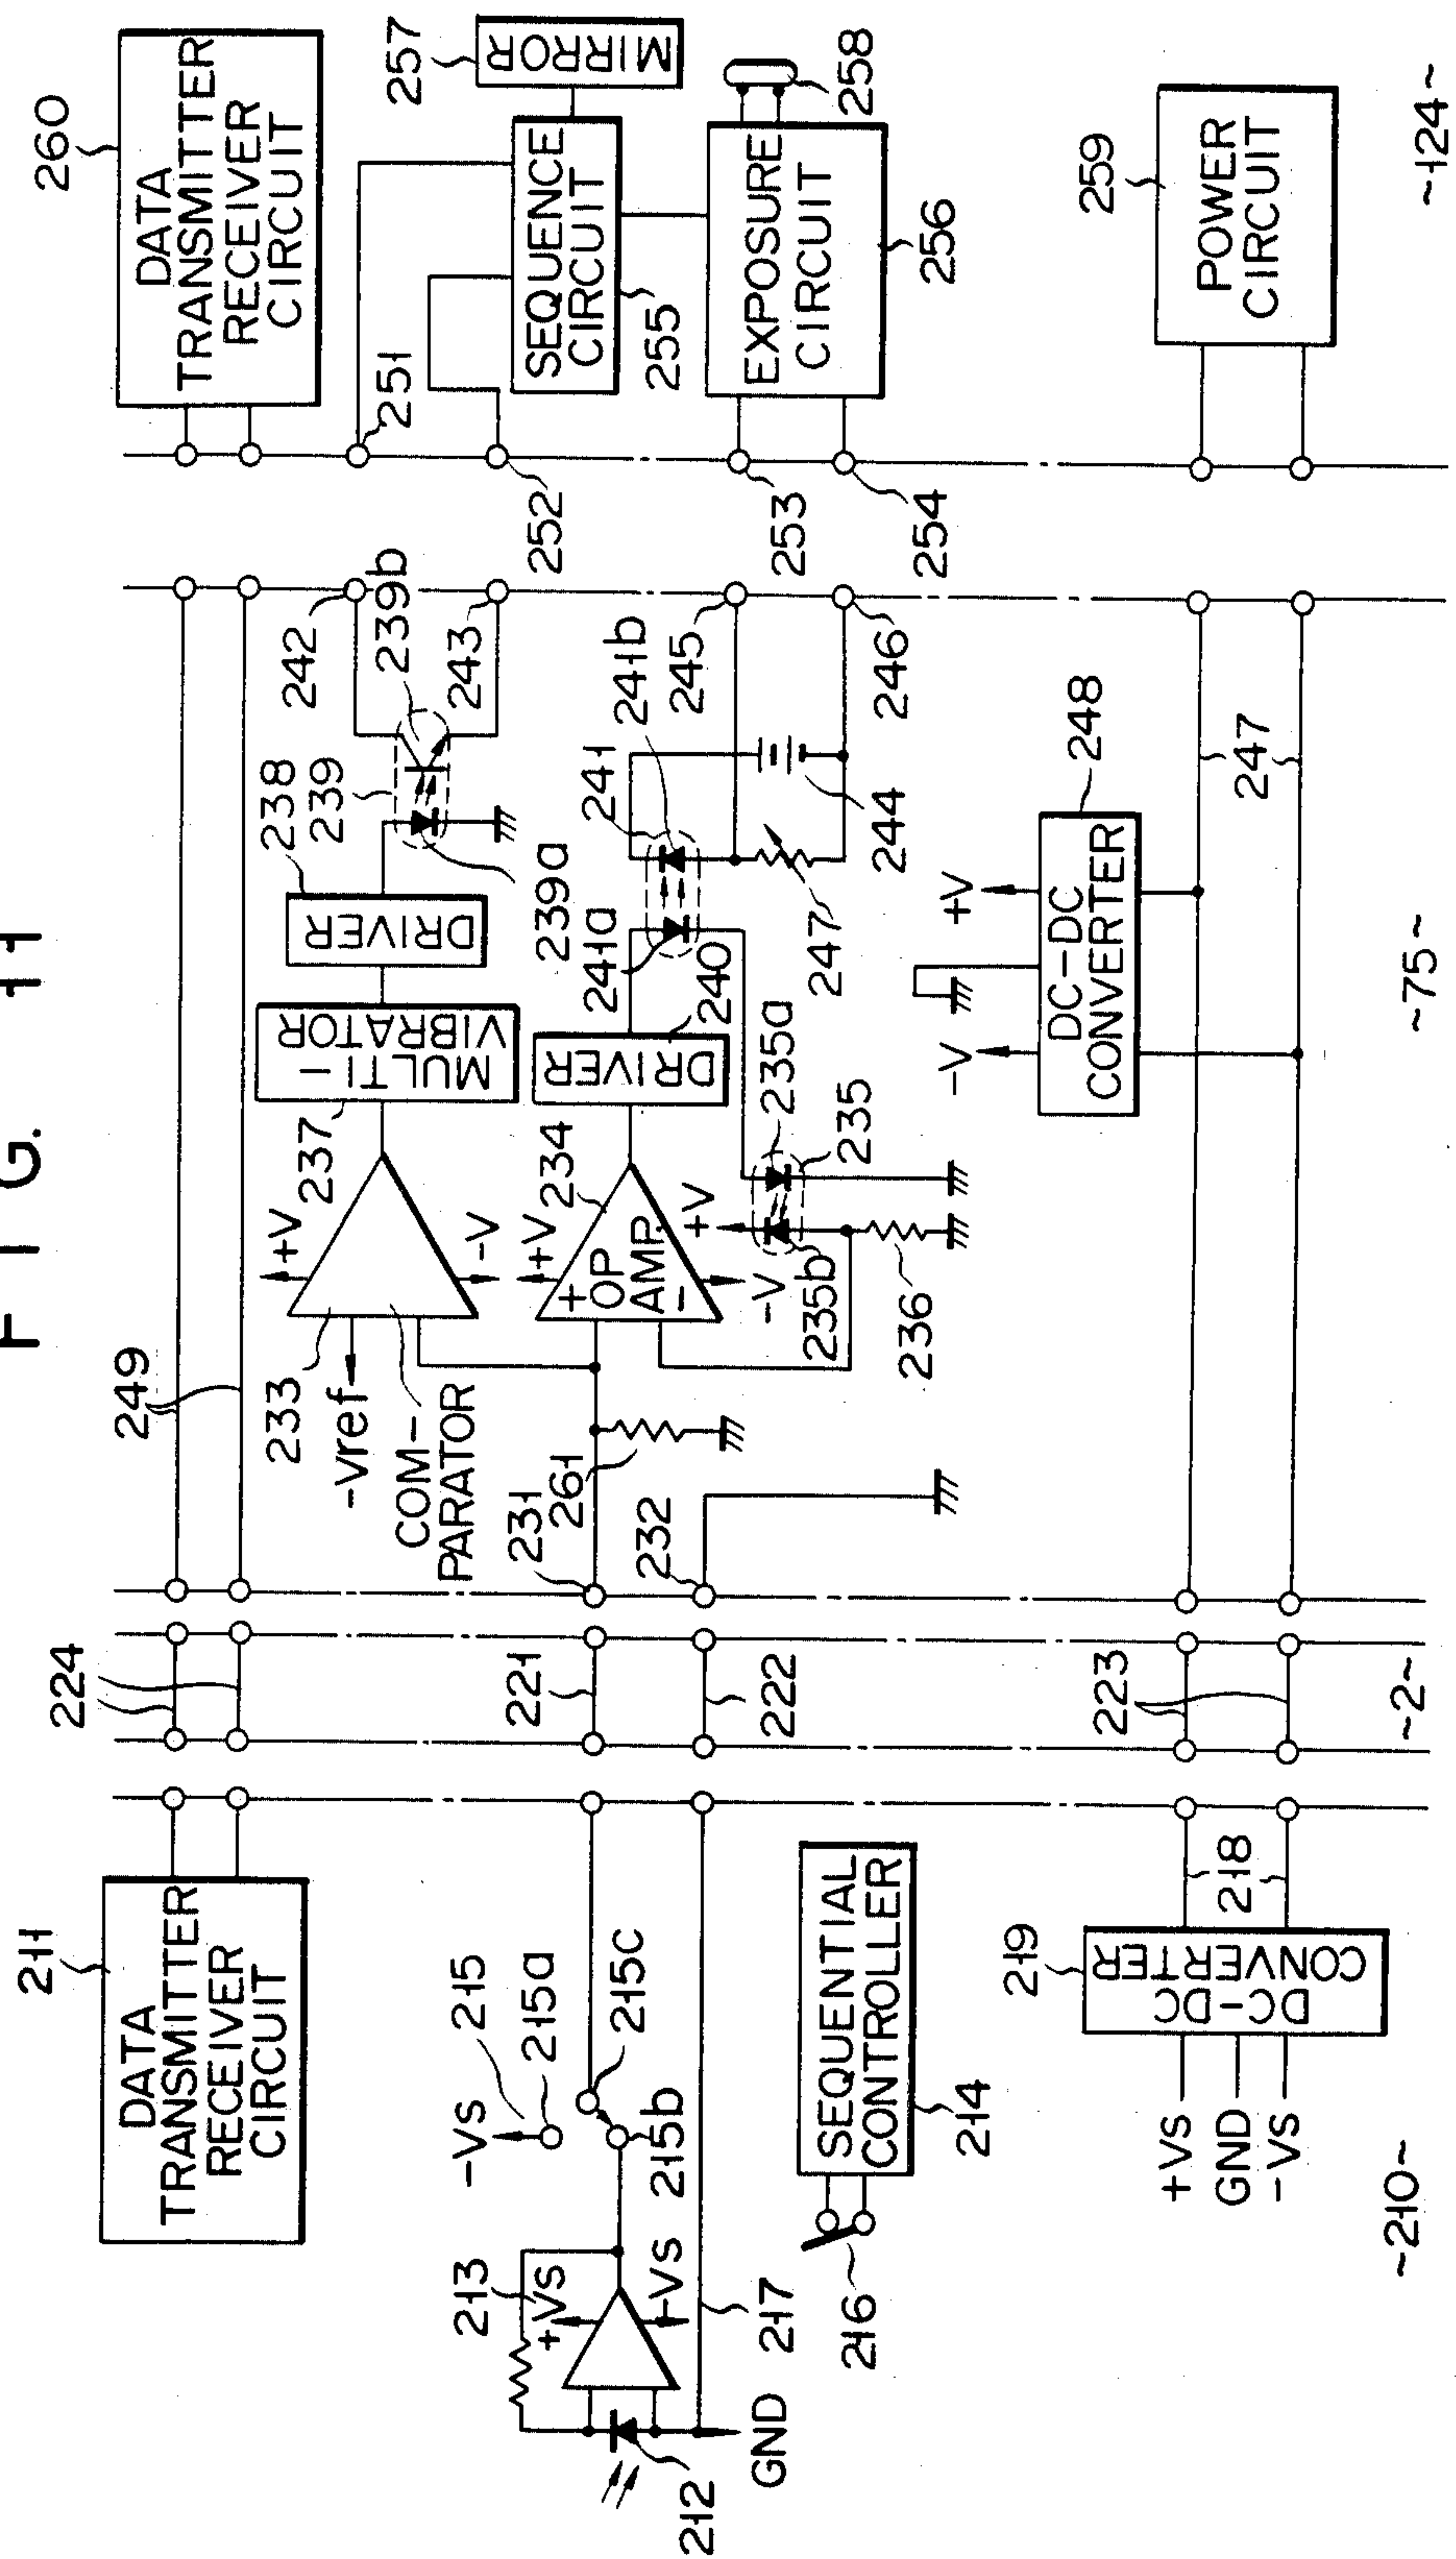 FIG. 11
211
DATA
TRANSMITTER
RECEIVER
CIRCUIT
224
249
260
DATA
TRANSMITTER
RECEIVER
CIRCUIT
213
+Vs
-Vs
212
GND
217
-Vs
215
215a
215b
215c
216
SEQUENTIAL
CONTROLLER
214
+Vs
GND
-Vs
219
DC-DC
CONVERTER
218
~210~
221
222
223
~2~
231
232
261
233
-Vref
COM-
PARATOR
+V
-V
237
MULTI-
VIBRATOR
238
DRIVER
239
239a
239b
242
243
+V
234
+
OP
AMP.
-
-V
DRIVER
240
241
241a
241b
245
246
244
247
+V
235a
235
235b
236
-V
+V
DC-DC
CONVERTER
248
247
~75~
251
252
253
254
257
MIRROR
SEQUENCE
CIRCUIT
255
EXPOSURE
CIRCUIT
256
258
259
POWER
CIRCUIT
~124~